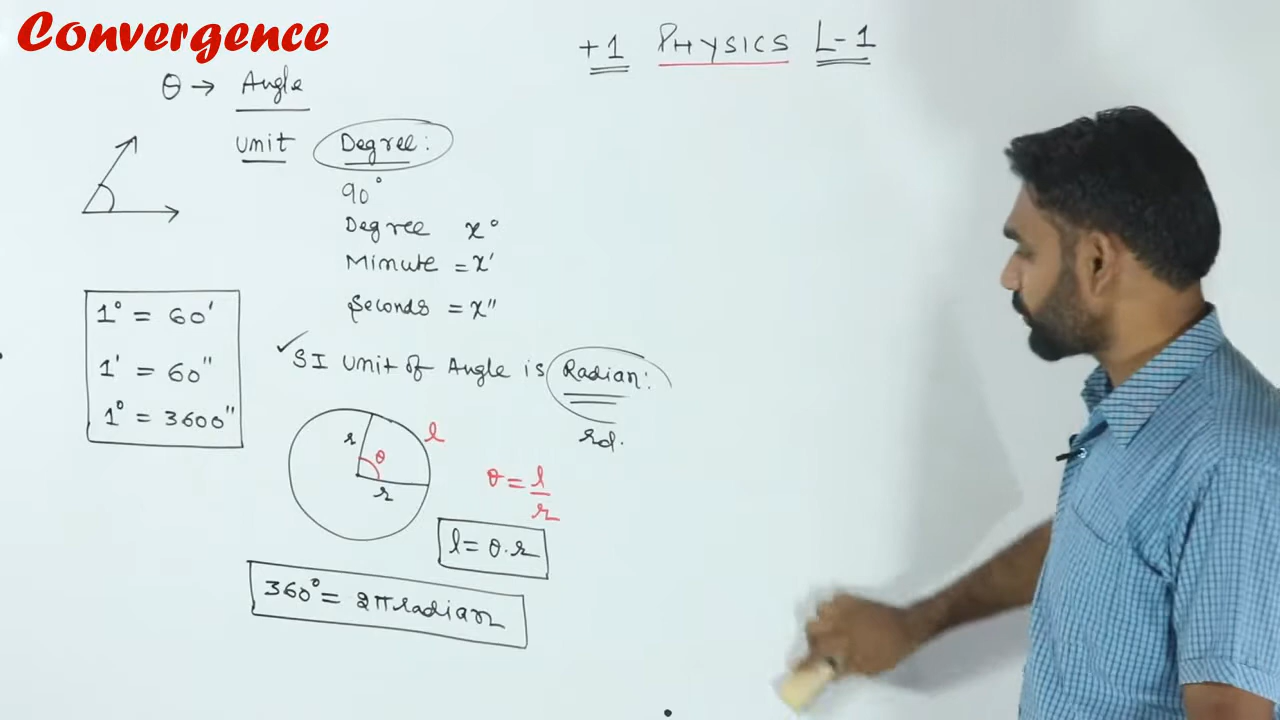 Convergence
+1 PHYSICS L-1
θ → Angle
unit Degree:
90°
Degree x°
Minute = x'
Seconds = x"
1° = 60'
1' = 60"
1° = 3600"
SI unit of Angle is Radian:
rd.
r θ r l
θ = l/r
l = θ.r
360° = 2π radian